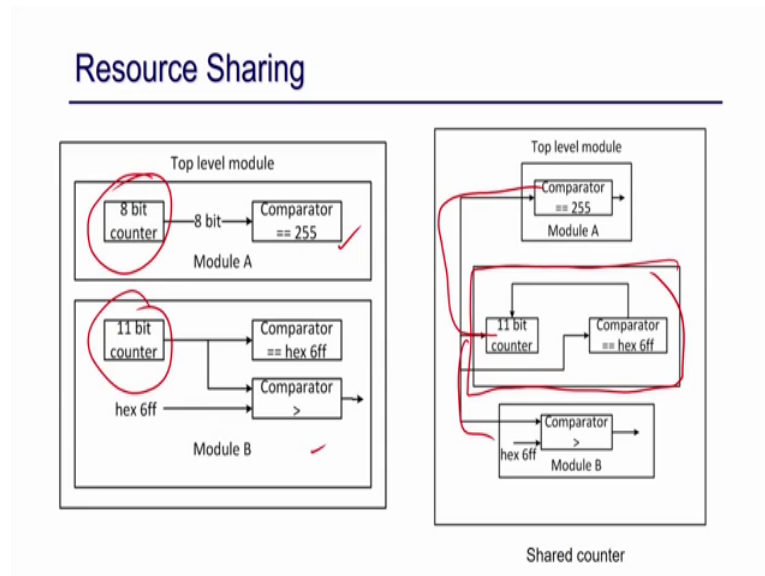 Resource Sharing
Top level module
8 bit
counter
8 bit
Comparator
== 255
Module A
11 bit
counter
Comparator
== hex 6ff
Comparator
>
hex 6ff
Module B
Top level module
Comparator
== 255
Module A
11 bit
counter
Comparator
== hex 6ff
Comparator
>
hex 6ff
Module B
Shared counter